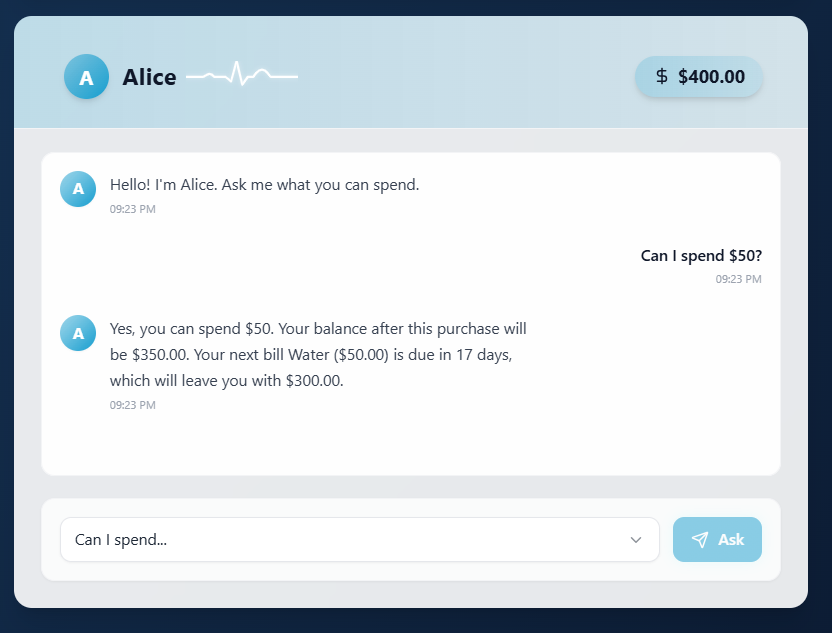 A
Alice
$ $400.00
A
Hello! I'm Alice. Ask me what you can spend.
09:23 PM
Can I spend $50?
09:23 PM
A
Yes, you can spend $50. Your balance after this purchase will
be $350.00. Your next bill Water ($50.00) is due in 17 days,
which will leave you with $300.00.
09:23 PM
Can I spend...
Ask